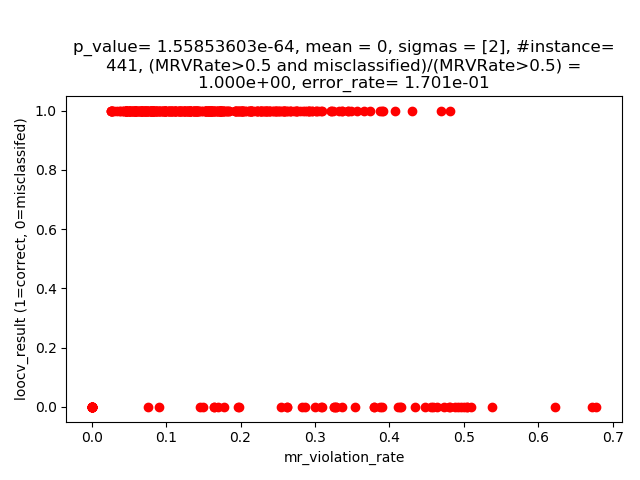 p_value= 1.55853603e-64, mean = 0, sigmas = [2], #instance=
441, (MRVRate>0.5 and misclassified)/(MRVRate>0.5) =
1.000e+00, error_rate= 1.701e-01
loocv_result (1=correct, 0=misclassifed)
1.0
0.8
0.6
0.4
0.2
0.0
0.0 0.1 0.2 0.3 0.4 0.5 0.6 0.7
mr_violation_rate